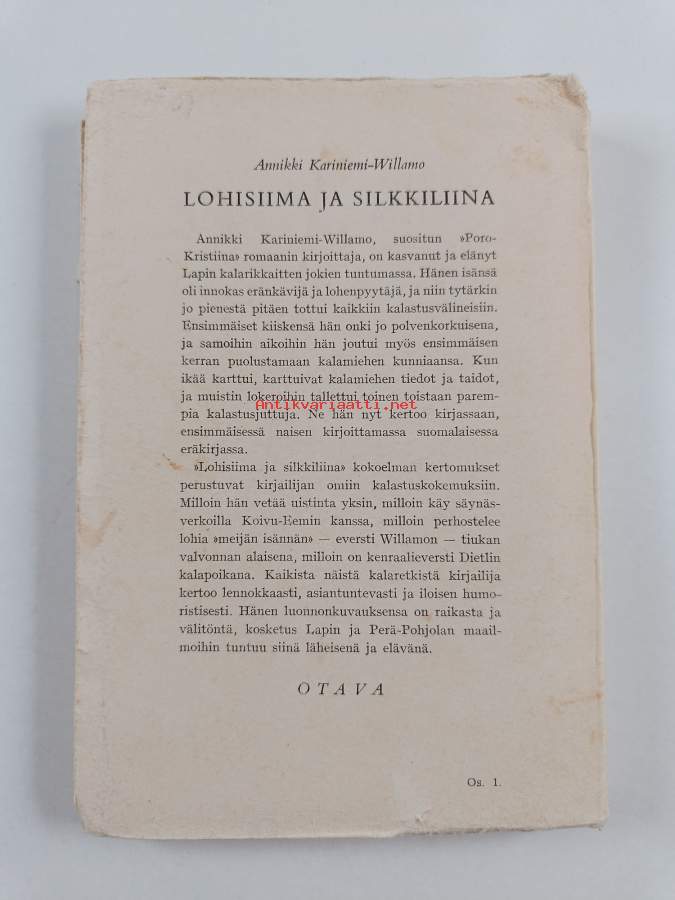 Annikki Kariniemi-Willamo
LOHISIIMA JA SILKKILIINA
Annikki Kariniemi-Willamo, suositun »Poro-
Kristiina» romaanin kirjoittaja, on kasvanut ja elänyt
Lapin kalarikkaitten jokien tuntumassa. Hänen isänsä
oli innokas eränkävijä ja lohenpyytäjä, ja niin tytärkin
jo pienestä pitäen tottui kaikkiin kalastusvälineisiin.
Ensimmäiset kiiskensä hän onki jo polvenkorkuisena,
ja samoihin aikoihin hän joutui myös ensimmäisen
kerran puolustamaan kalamiehen kunniaansa. Kun
ikää karttui, karttuivat kalamiehen tiedot ja taidot,
ja muistin lokeroihin tallettui toinen toistaan parem-
Antikvariaatti.net
pia kalastusjuttuja. Ne hän nyt kertoo kirjassaan,
ensimmäisessä naisen kirjoittamassa suomalaisessa
eräkirjassa.
»Lohisiima ja silkkiliina» kokoelman kertomukset
perustuvat kirjailijan omiin kalastuskokemuksiin.
Milloin hän vetää uistinta yksin, milloin käy säynäs-
verkoilla Koivu-Eemin kanssa, milloin perhostelee
lohia »meijän isännän» — eversti Willamon — tiukan
valvonnan alaisena, milloin on kenraalieversti Dietlin
kalapoikana. Kaikista näistä kalaretkistä kirjailija
kertoo lennokkaasti, asiantuntevasti ja iloisen humo-
ristisesti. Hänen luonnonkuvauksensa on raikasta ja
välitöntä, kosketus Lapin ja Perä-Pohjolan maail-
moihin tuntuu siinä läheisenä ja elävänä.
OTAVA
Os. 1.